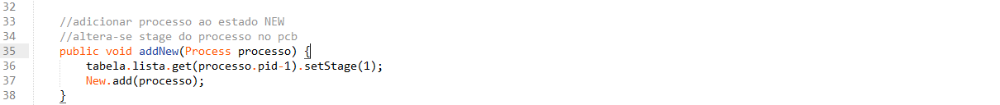 32
33 //adicionar processo ao estado NEW
34 //altera-se stage do processo no pcb
35 public void addNew(Process processo) {
36 tabela.lista.get(processo.pid-1).setStage(1);
37 New.add(processo);
38 }